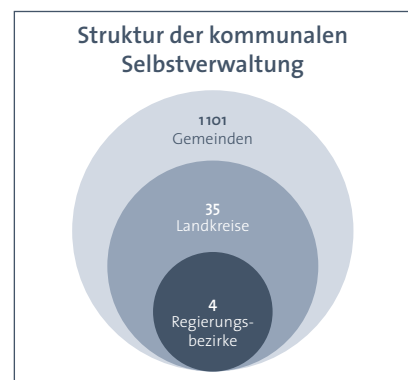 Struktur der kommunalen
Selbstverwaltung
1101
Gemeinden
35
Landkreise
4
Regierungs-
bezirke